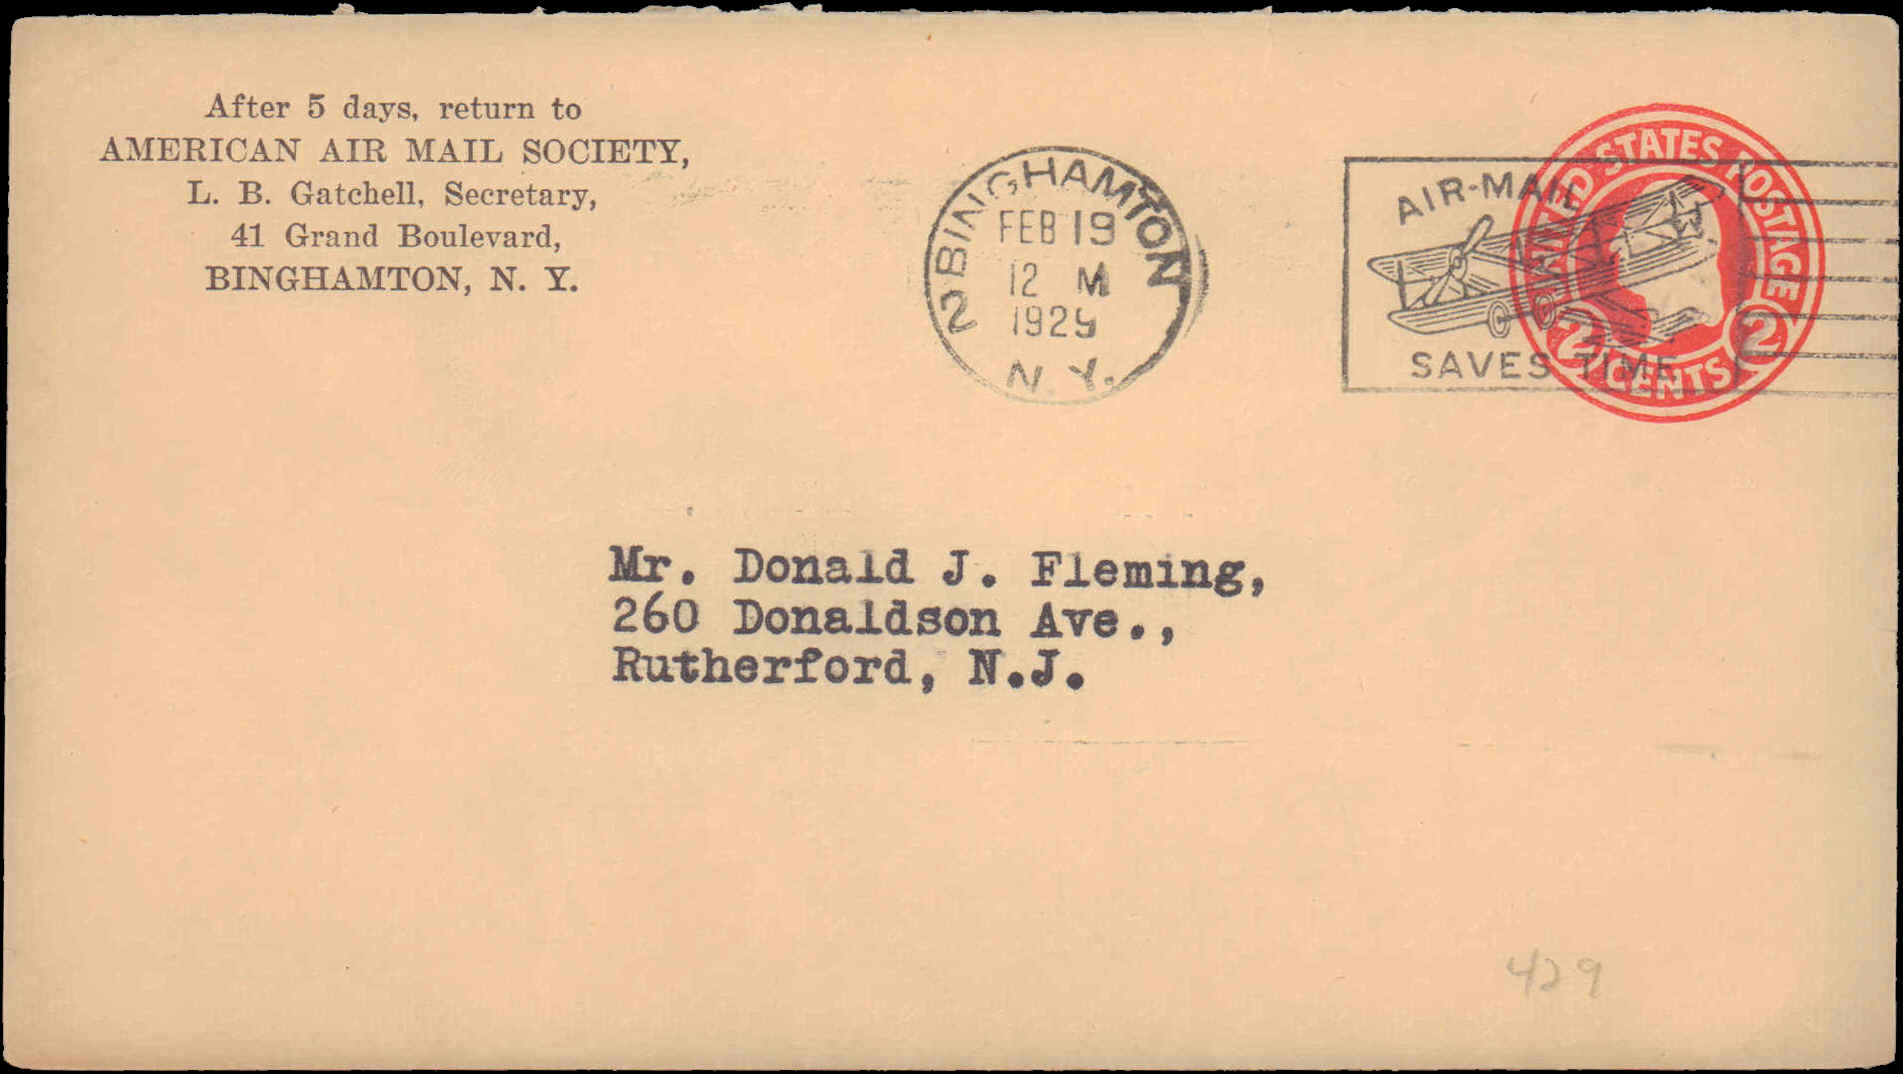 After 5 days, return to
AMERICAN AIR MAIL SOCIETY,
L. B. Gatchell, Secretary,
41 Grand Boulevard,
BINGHAMTON, N. Y.
2 BINGHAMTON
FEB 19
12 M
1929
N. Y.
AIR-MAIL
SAVES TIME
UNITED STATES POSTAGE
2 CENTS 2
Mr. Donald J. Fleming,
260 Donaldson Ave.,
Rutherford, N.J.
429